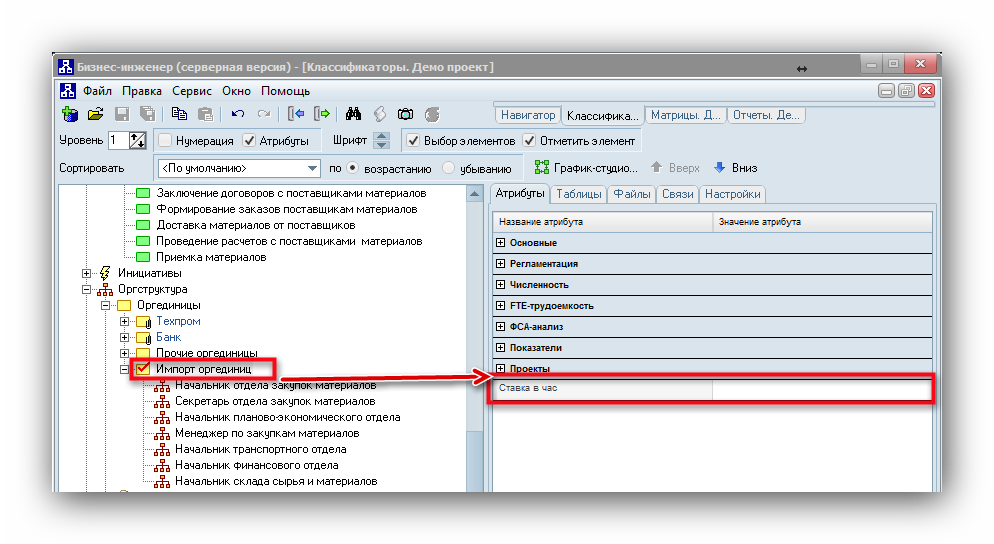 Бизнес-инженер (серверная версия) - [Классификаторы. Демо проект]
Файл Правка Сервис Окно Помощь
Навигатор Классифика... Матрицы. Д... Отчеты. Де...
Уровень 1 Нумерация Атрибуты Шрифт Выбор элементов Отметить элемент
Сортировать <По умолчанию> по возрастанию убыванию График-студио... Вверх Вниз
Атрибуты Таблицы Файлы Связи Настройки
Заключение договоров с поставщиками материалов
Формирование заказов поставщикам материалов
Доставка материалов от поставщиков
Проведение расчетов с поставщиками материалов
Приемка материалов
Инициативы
Оргструктура
Оргединицы
Техпром
Банк
Прочие оргединицы
Импорт оргединиц
Начальник отдела закупок материалов
Секретарь отдела закупок материалов
Начальник планово-экономического отдела
Менеджер по закупкам материалов
Начальник транспортного отдела
Начальник финансового отдела
Начальник склада сырья и материалов
Название атрибута Значение атрибута
Основные
Регламентация
Численность
FTE-трудоемкость
ФСА-анализ
Показатели
Проекты
Ставка в час